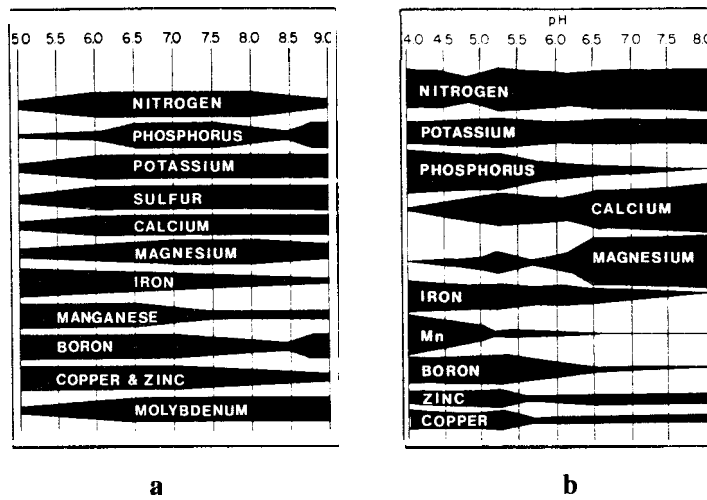 5.0 5.5 6.0 6.5 7.0 7.5 8.0 8.5 9.0
NITROGEN
PHOSPHORUS
POTASSIUM
SULFUR
CALCIUM
MAGNESIUM
IRON
MANGANESE
BORON
COPPER & ZINC
MOLYBDENUM
a
pH
4.0 4.5 5.0 5.5 6.0 6.5 7.0 8.0
NITROGEN
POTASSIUM
PHOSPHORUS
CALCIUM
MAGNESIUM
IRON
Mn
BORON
ZINC
COPPER
b